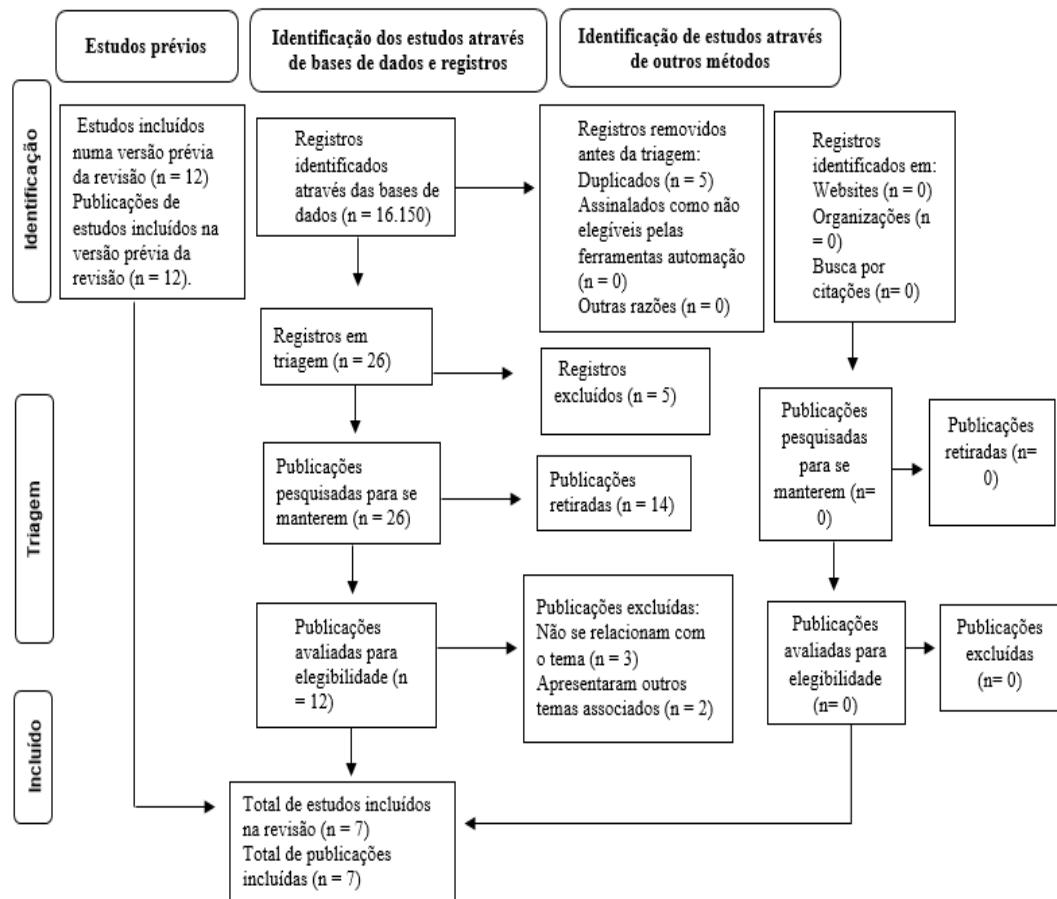 Estudos prévios
Identificação dos estudos através
de bases de dados e registros
Identificação de estudos através
de outros métodos
Identificação
Estudos incluídos
numa versão prévia
da revisão (n = 12)
Publicações de
estudos incluídos na
versão prévia da
revisão (n = 12).
Registros
identificados
através das bases de
dados (n = 16.150)
Registros removidos
antes da triagem:
Duplicados (n = 5)
Assinalados como não
elegíveis pelas
ferramentas automação
(n = 0)
Outras razões (n = 0)
Registros
identificados em:
Websites (n = 0)
Organizações (n
= 0)
Busca por
citações (n= 0)
Registros em
triagem (n = 26)
Registros
excluídos (n = 5)
Triagem
Publicações
pesquisadas para se
manterem (n = 26)
Publicações
retiradas (n = 14)
Publicações
pesquisadas
para se
manterem (n=
0)
Publicações
retiradas (n=
0)
Publicações
avaliadas para
elegibilidade (n
= 12)
Publicações excluídas:
Não se relacionam com
o tema (n = 3)
Apresentaram outros
temas associados (n = 2)
Publicações
avaliadas para
elegibilidade
(n= 0)
Publicações
excluídas
(n= 0)
Incluído
Total de estudos incluídos
na revisão (n = 7)
Total de publicações
incluídas (n = 7)